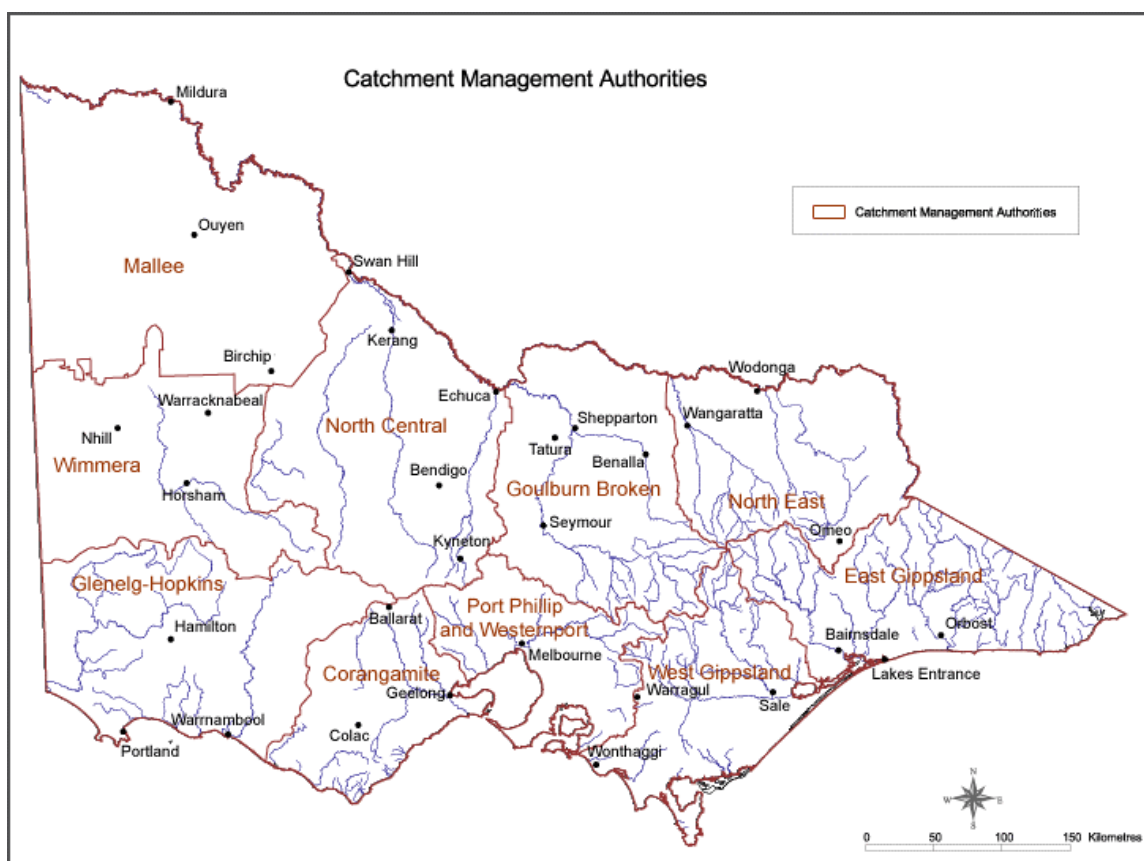 Catchment Management Authorities
Mildura
Catchment Management Authorities
Ouyen
Mallee
Swan Hill
Kerang
Birchip
Wodonga
Echuca
Warracknabeal
Wangaratta
Shepparton
North Central
Nhill
Tatura
Benalla
Wimmera
Bendigo
Goulburn Broken
Horsham
North East
Seymour
Omeo
Kyneton
East Gippsland
Glenelg-Hopkins
Port Phillip
and Westernport
Ballarat
Hamilton
Orbost
Bairnsdale
Melbourne
Corangamite
West Gippsland
Lakes Entrance
Geelong
Warragul
Sale
Warrnambool
Colac
Portland
Wonthaggi
N
W E
S
0 50 100 150 Kilometres